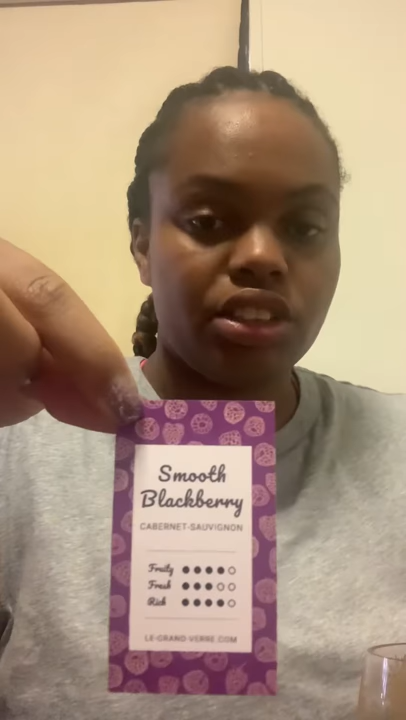 Smooth
Blackberry
CABERNET-SAUVIGNON
Fruity
Fresh
Rich
LE-GRAND-VERRE.COM